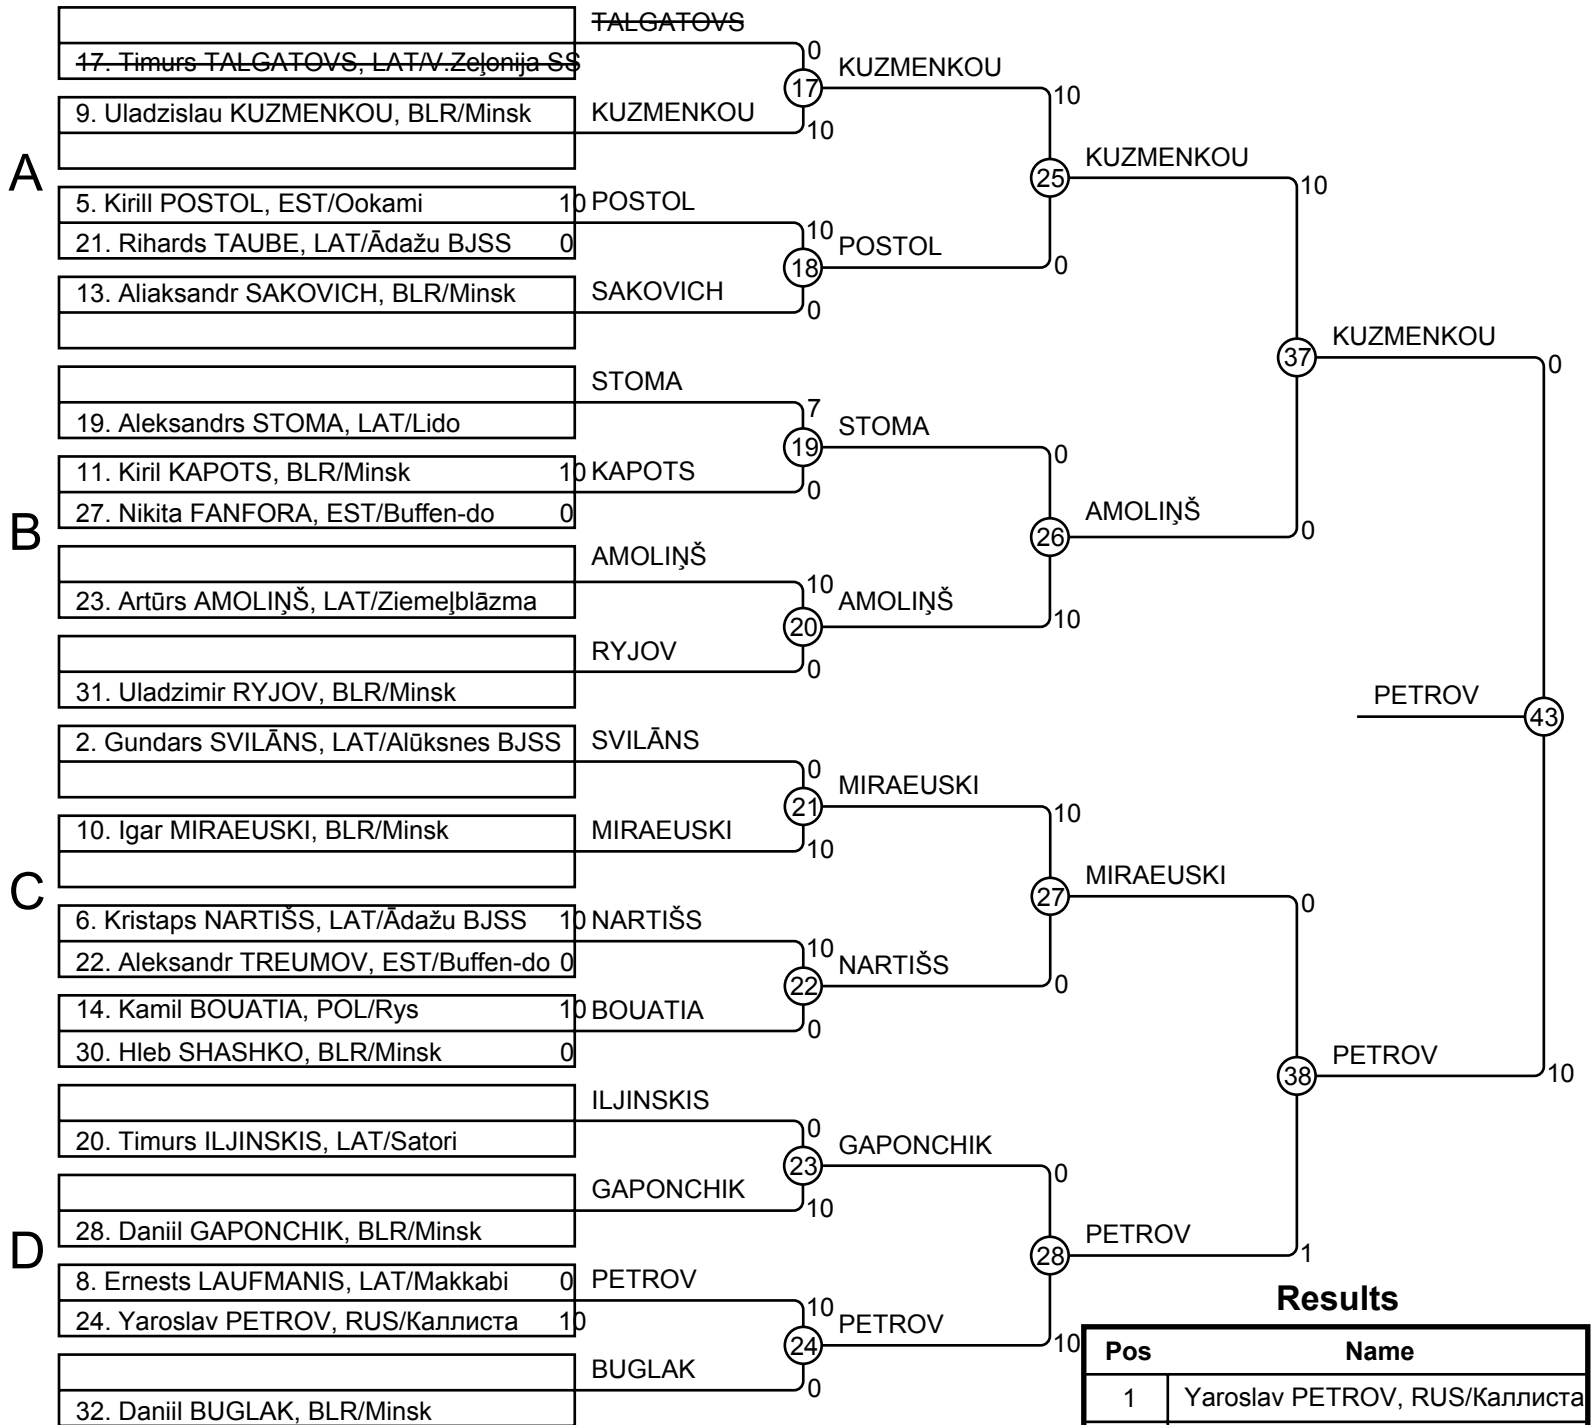 TALGATOVS
17. Timurs TALGATOVS, LAT/V.Zeļonija SS
0
17
KUZMENKOU
9. Uladzislau KUZMENKOU, BLR/Minsk
KUZMENKOU
10
10
A
25
KUZMENKOU
5. Kirill POSTOL, EST/Ookami 10
POSTOL
10
21. Rihards TAUBE, LAT/Ādažu BJSS 0
10
18
POSTOL
0
13. Aliaksandr SAKOVICH, BLR/Minsk
SAKOVICH
0
37
KUZMENKOU
0
STOMA
19. Aleksandrs STOMA, LAT/Lido
7
19
STOMA
0
11. Kiril KAPOTS, BLR/Minsk 10
KAPOTS
0
27. Nikita FANFORA, EST/Buffen-do 0
B
26
AMOLIŅŠ
0
AMOLIŅŠ
23. Artūrs AMOLIŅŠ, LAT/Ziemeļblāzma
10
20
AMOLIŅŠ
10
RYJOV
0
31. Uladzimir RYJOV, BLR/Minsk
PETROV
43
2. Gundars SVILĀNS, LAT/Alūksnes BJSS
SVILĀNS
0
21
MIRAEUSKI
10
10. Igar MIRAEUSKI, BLR/Minsk
MIRAEUSKI
10
C
27
MIRAEUSKI
0
6. Kristaps NARTIŠS, LAT/Ādažu BJSS 10
NARTIŠS
22. Aleksandr TREUMOV, EST/Buffen-do 0
10
22
NARTIŠS
0
14. Kamil BOUATIA, POL/Rys 10
BOUATIA
0
30. Hleb SHASHKO, BLR/Minsk 0
38
PETROV
10
ILJINSKIS
20. Timurs ILJINSKIS, LAT/Satori
0
23
GAPONCHIK
0
GAPONCHIK
10
28. Daniil GAPONCHIK, BLR/Minsk
D
28
PETROV
1
8. Ernests LAUFMANIS, LAT/Makkabi 0
PETROV
24. Yaroslav PETROV, RUS/Каллиста 10
10
24
PETROV
10
BUGLAK
0
32. Daniil BUGLAK, BLR/Minsk
Results
Pos Name
1 Yaroslav PETROV, RUS/Каллиста